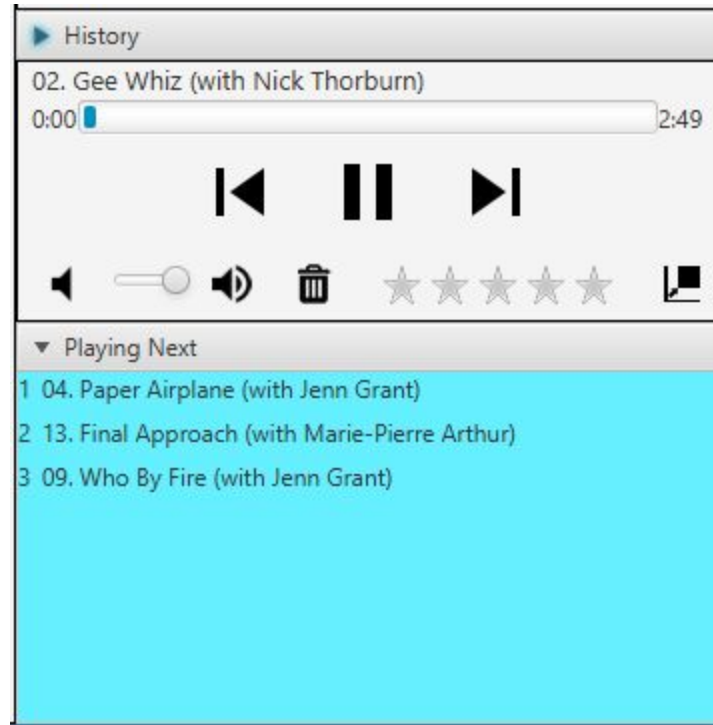 History
02. Gee Whiz (with Nick Thorburn)
0:00 2:49
Playing Next
1 04. Paper Airplane (with Jenn Grant)
2 13. Final Approach (with Marie-Pierre Arthur)
3 09. Who By Fire (with Jenn Grant)